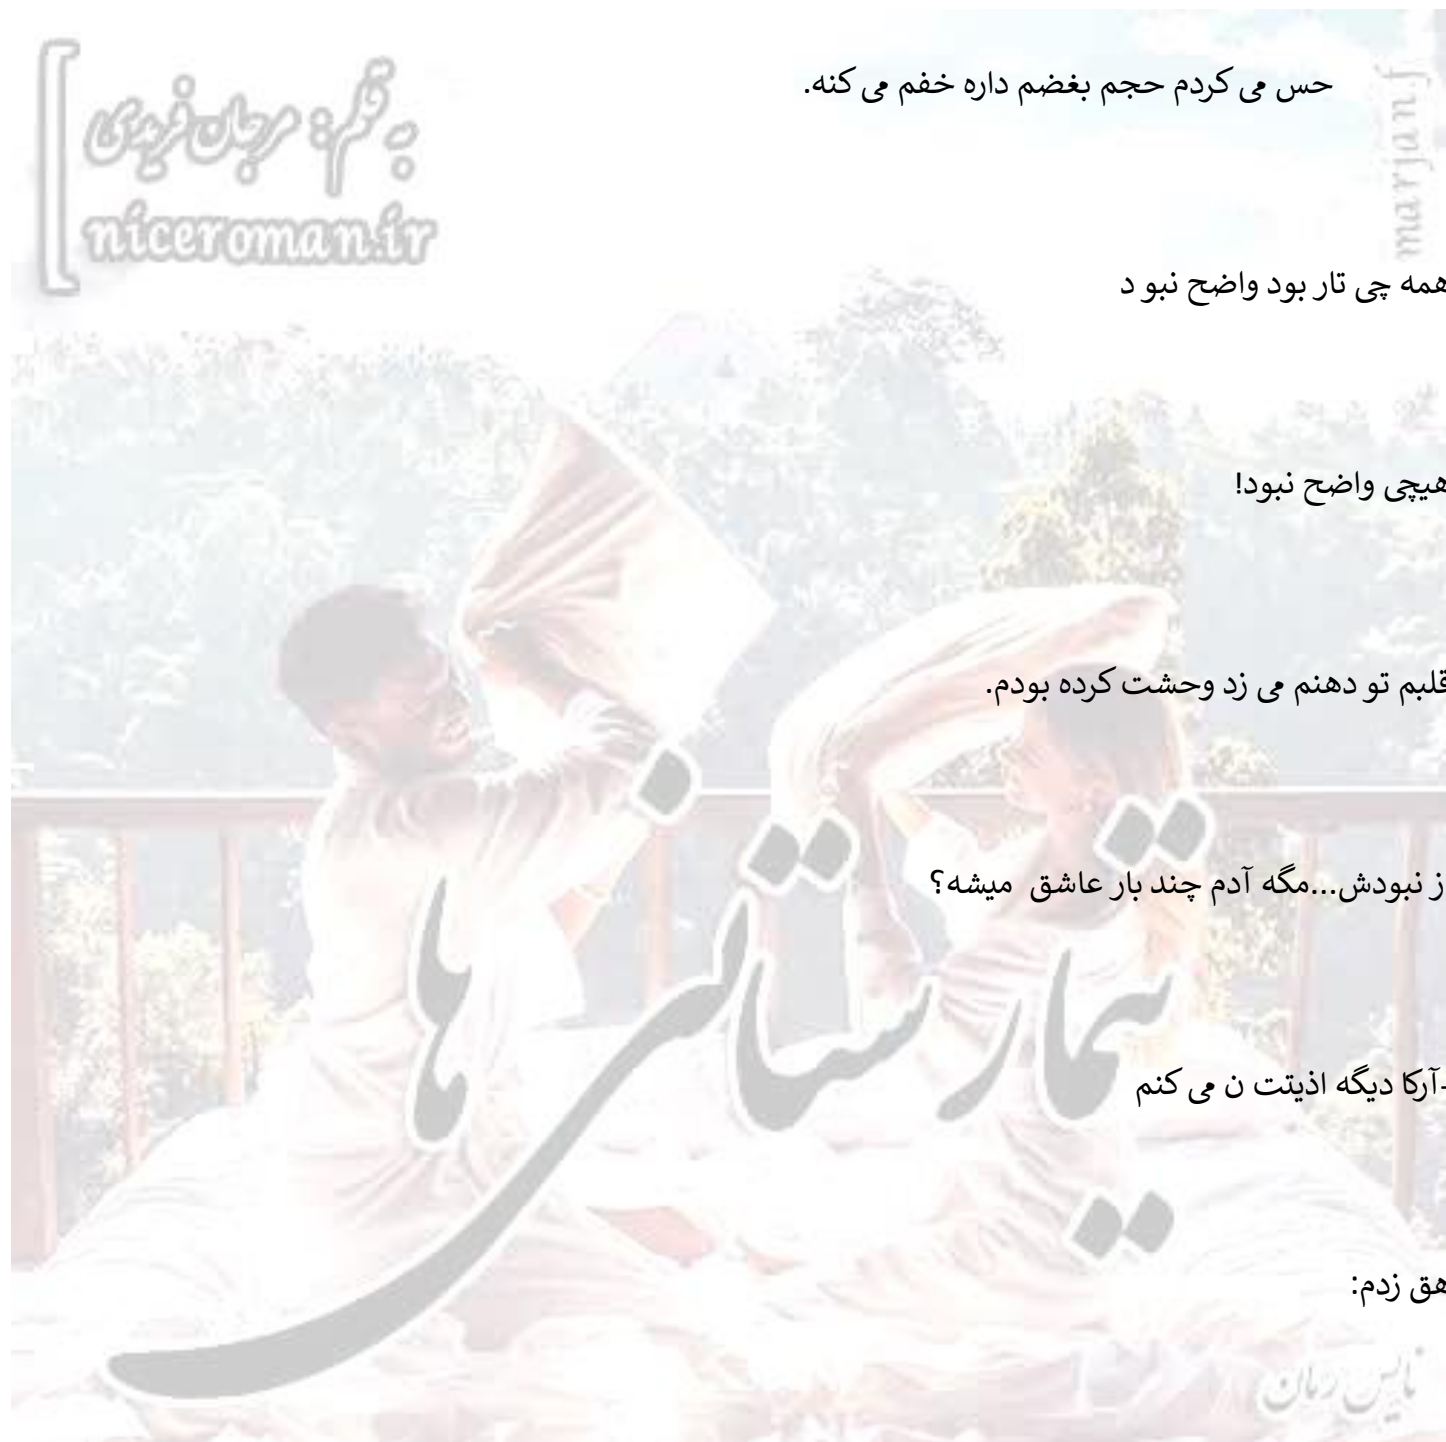 به قلم: مرجان فریدی
niceroman.ir
marjan.f
حس می کردم حجم بغضم داره خفم می کنه.
همه چی تار بود واضح نبو د
هیچی واضح نبود!
قلبم تو دهنم می زد وحشت کرده بودم.
ز نبودش...مگه آدم چند بار عاشق  میشه؟
-آرکا دیگه اذیتت ن می کنم
تیمارستانی ها
هق زدم:
نایس رمان